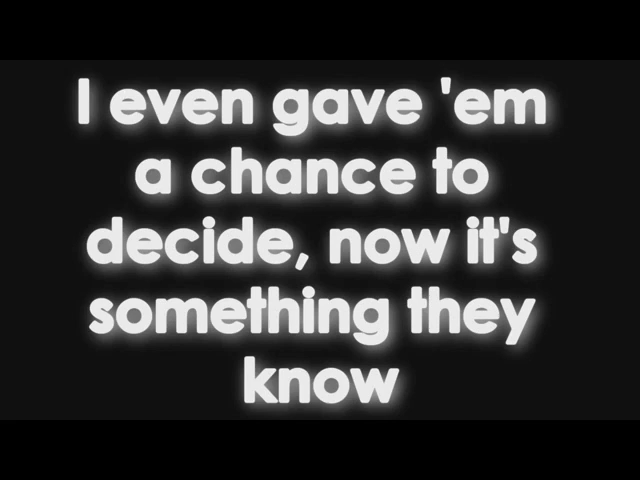 I even gave 'em
a chance to
decide, now it's
something they
know